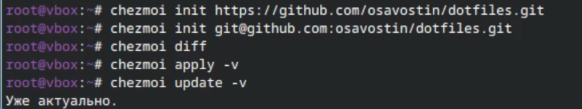 root@vbox:~# chezmoi init https://github.com/osavostin/dotfiles.git
root@vbox:~# chezmoi init git@github.com:osavostin/dotfiles.git
root@vbox:~# chezmoi diff
root@vbox:~# chezmoi apply -v
root@vbox:~# chezmoi update -v
Уже актуально.